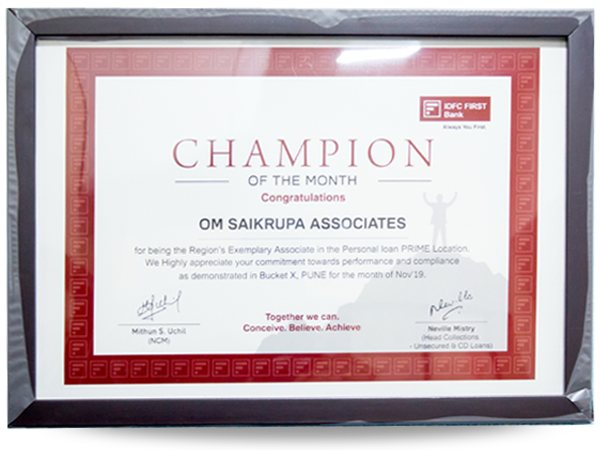 IDFC FIRST
Bank
Always You First.
CHAMPION
OF THE MONTH
Congratulations
OM SAIKRUPA ASSOCIATES
for being the Region's Exemplary Associate in the Personal loan PRIME Location.
We Highly appreciate your commitment towards performance and compliance
as demonstrated in Bucket X, PUNE for the month of Nov'19.
Together we can.
Conceive. Believe. Achieve
Mithun S. Uchil
(NCM)
Neville Mistry
(Head Collections
- Unsecured & CD Loans)